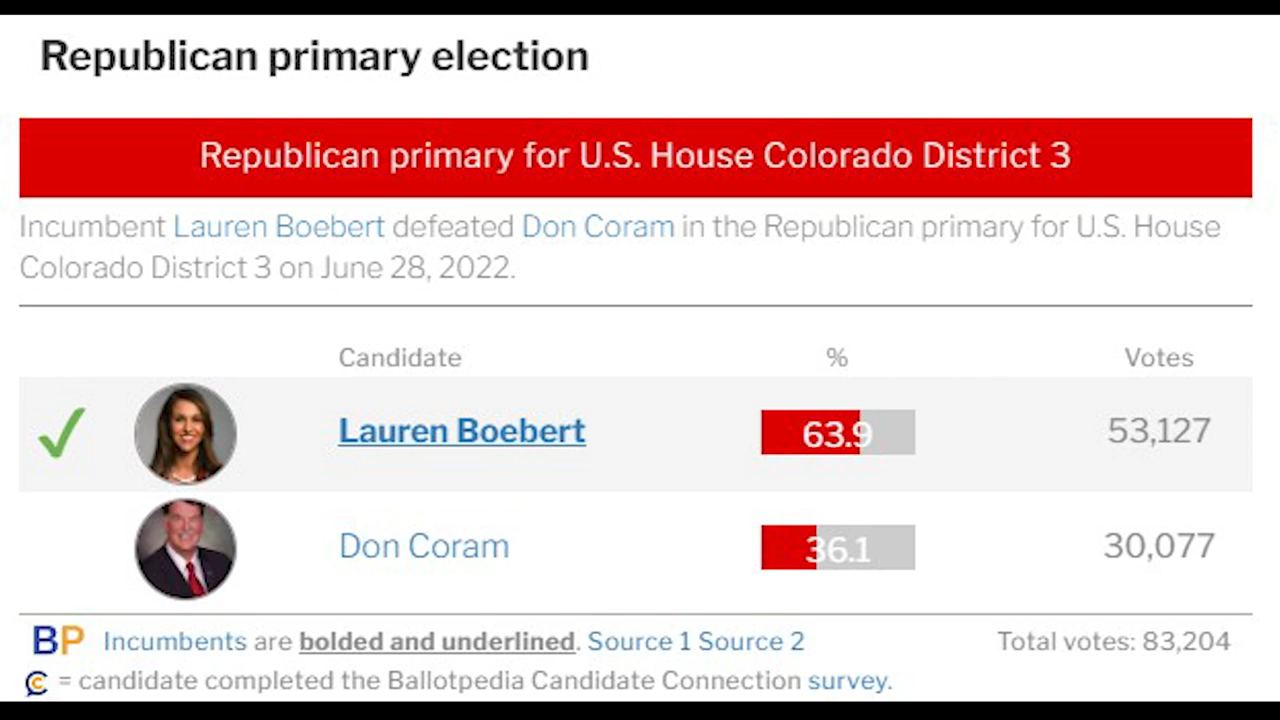 Republican primary election
Republican primary for U.S. House Colorado District 3
Incumbent Lauren Boebert defeated Don Coram in the Republican primary for U.S. House
Colorado District 3 on June 28, 2022.
Candidate % Votes
Lauren Boebert 63.9 53,127
Don Coram 36.1 30,077
BP Incumbents are bolded and underlined. Source 1 Source 2 Total votes: 83,204
C = candidate completed the Ballotpedia Candidate Connection survey.